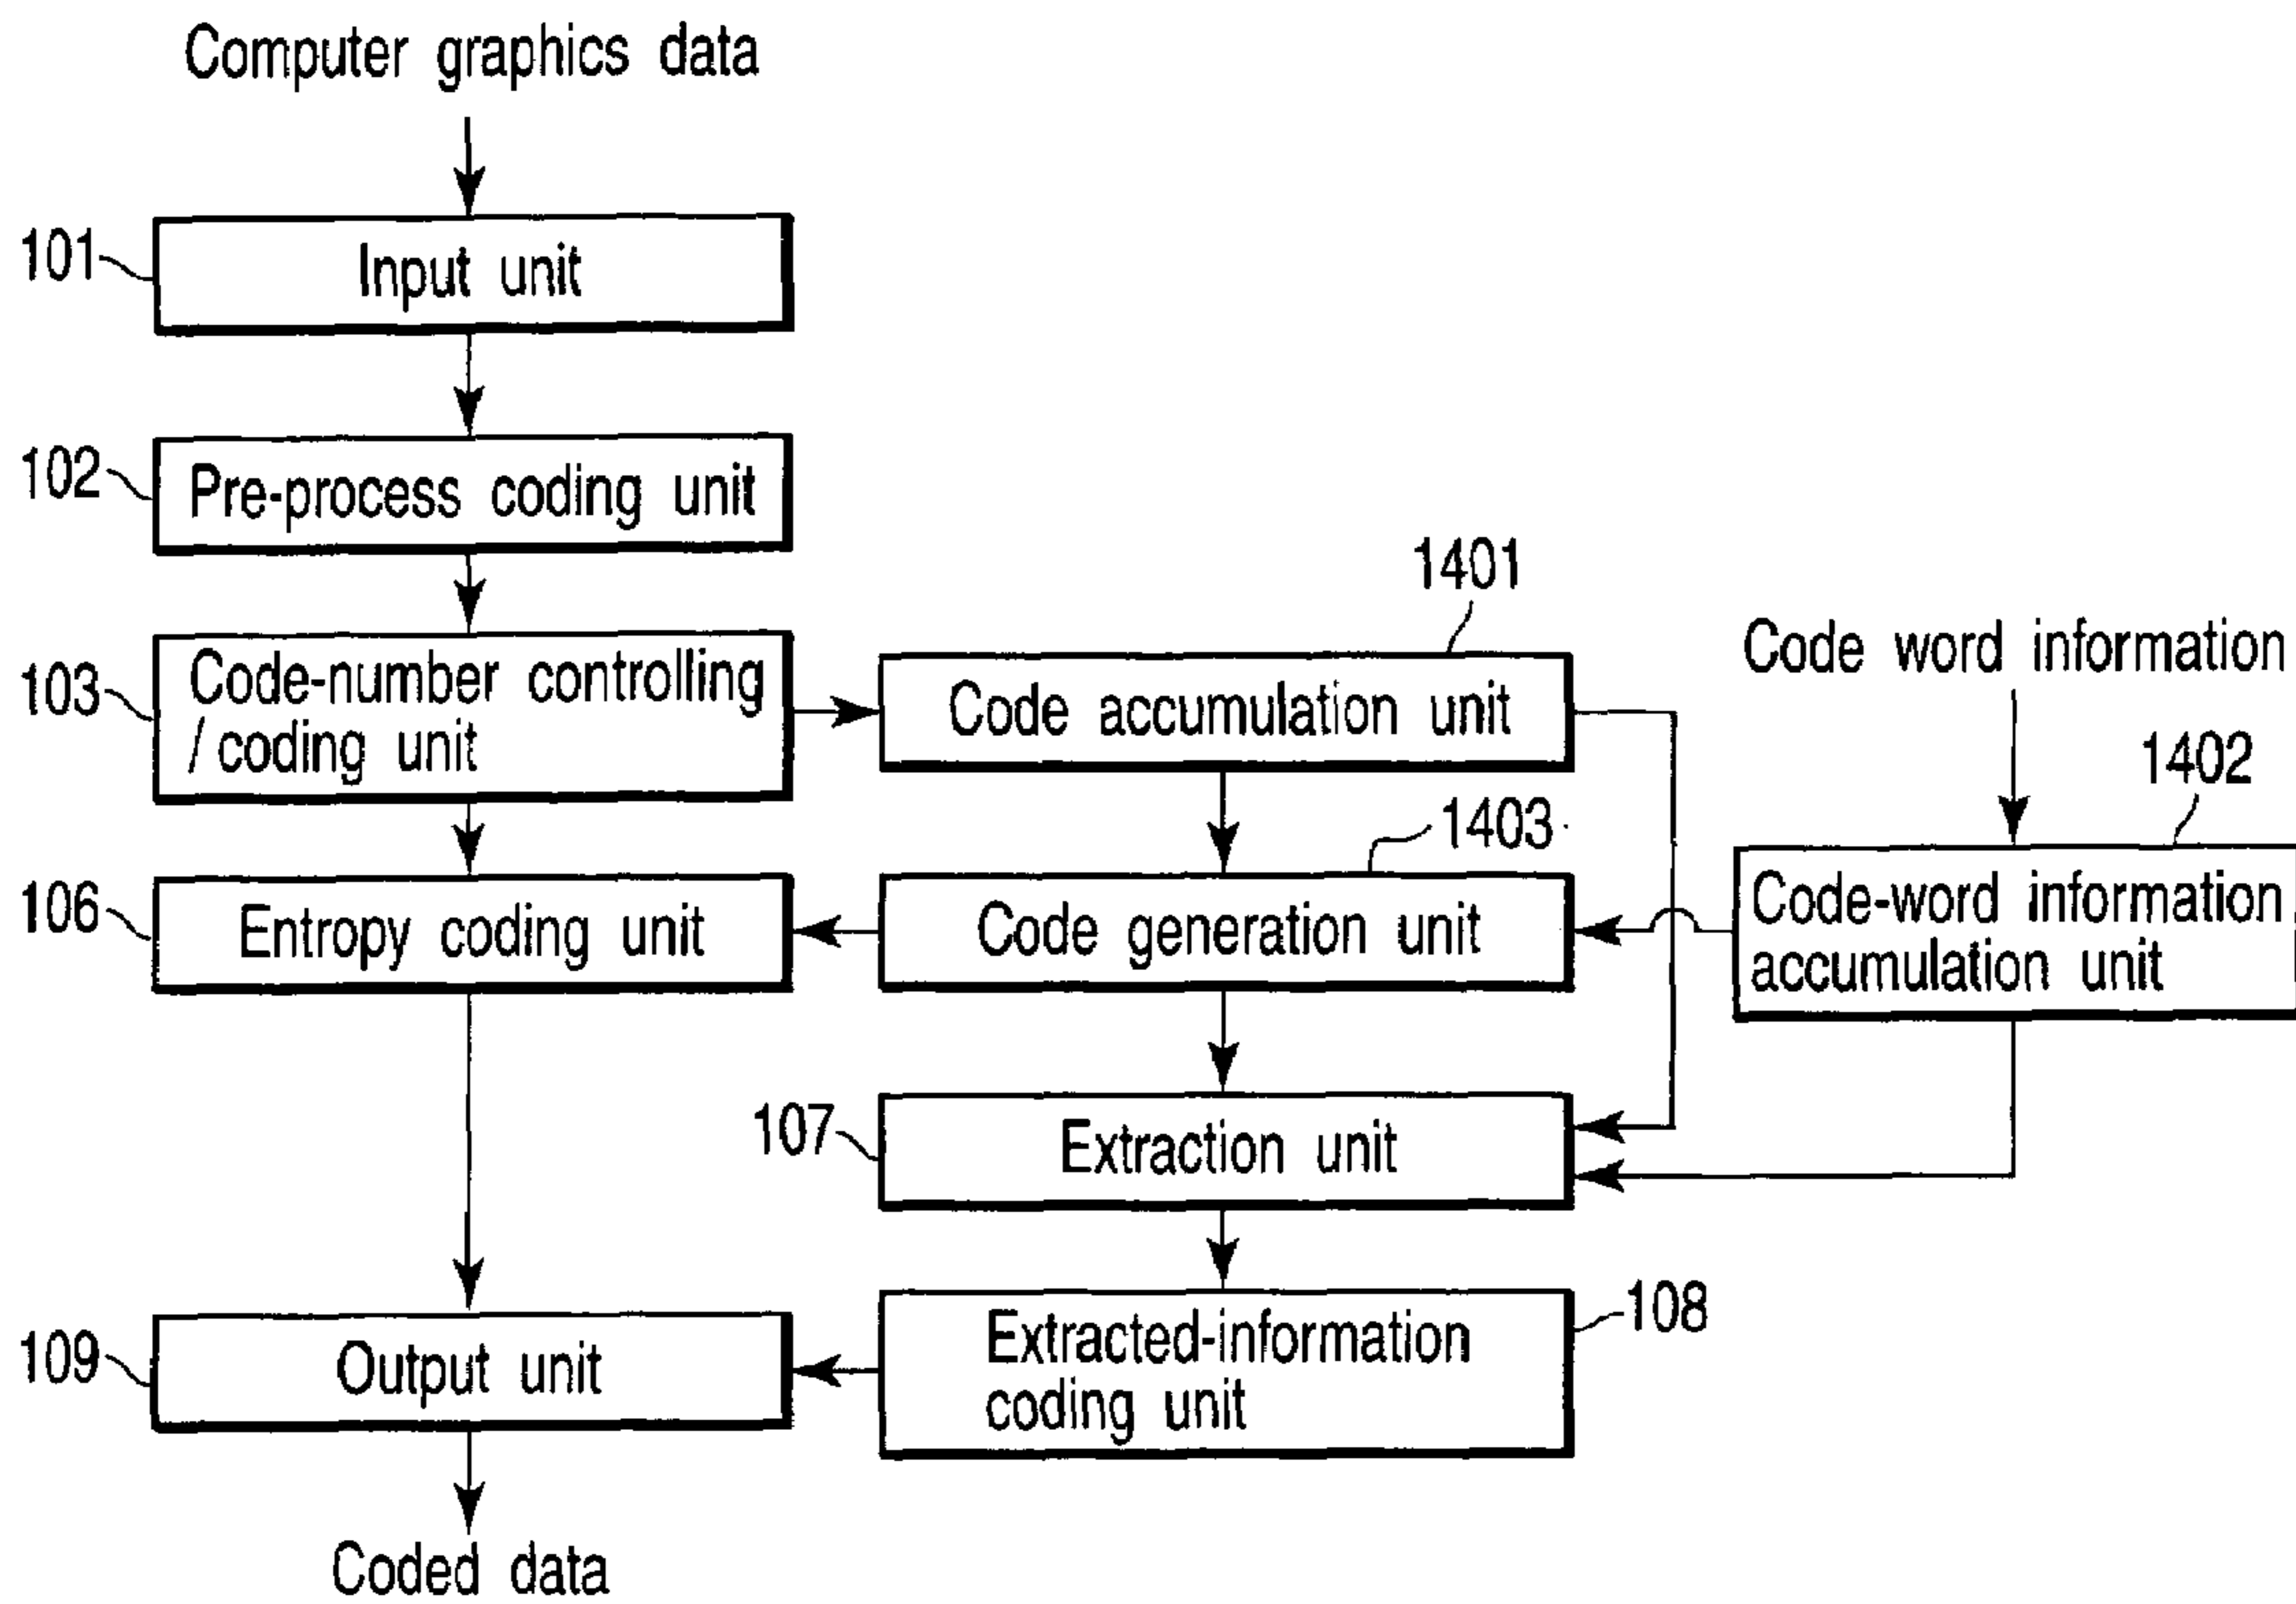 Computer graphics data
101
Input unit
102
Pre-process coding unit
1401
103
Code-number controlling
/coding unit
Code accumulation unit
Code word information
1402
1403
106
Entropy coding unit
Code generation unit
Code-word information
accumulation unit
107
Extraction unit
108
109
Output unit
Extracted-information
coding unit
Coded data